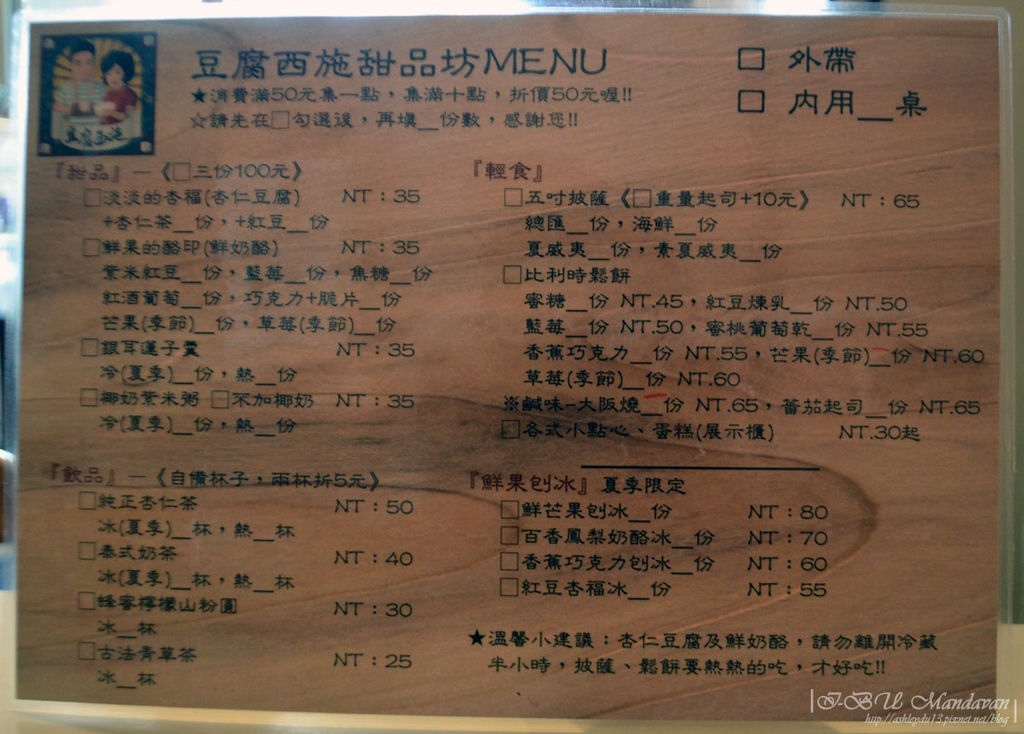 豆腐西施甜品坊MENU
★消費滿50元集一點，集滿十點，折價50元喔!!
☆請先在□勾選後，再填__份數，感謝您!!
□ 外帶
□ 內用__桌
豆腐西施
『甜品』－《□三份100元》
□淡淡的杏福(杏仁豆腐) NT：35
+杏仁茶__份，+紅豆__份
□鮮果的酪印(鮮奶酪) NT：35
紫米紅豆__份，藍莓__份，焦糖__份
紅酒葡萄__份，巧克力+脆片__份
芒果(季節)__份，草莓(季節)__份
□銀耳蓮子羹 NT：35
冷(夏季)__份，熱__份
□椰奶紫米粥 □不加椰奶 NT：35
冷(夏季)__份，熱__份
『飲品』－《自備杯子，兩杯折5元》
□純正杏仁茶 NT：50
冰(夏季)__杯，熱__杯
□泰式奶茶 NT：40
冰(夏季)__杯，熱__杯
□蜂蜜檸檬山粉圓 NT：30
冰__杯
□古法青草茶 NT：25
冰__杯
『輕食』
□五吋披薩《□重量起司+10元》 NT：65
總匯__份，海鮮__份
夏威夷__份，素夏威夷__份
□比利時鬆餅
蜜糖__份 NT.45，紅豆煉乳__份 NT.50
藍莓__份 NT.50，蜜桃葡萄乾__份 NT.55
香蕉巧克力__份 NT.55，芒果(季節)__份 NT.60
草莓(季節)__份 NT.60
※鹹味-大阪燒__份 NT.65，蕃茄起司__份 NT.65
□各式小點心、蛋糕(展示櫃) NT.30起
『鮮果刨冰』夏季限定
□鮮芒果刨冰__份 NT：80
□百香鳳梨奶酪冰__份 NT：70
□香蕉巧克力刨冰__份 NT：60
□紅豆杏福冰__份 NT：55
★溫馨小建議：杏仁豆腐及鮮奶酪，請勿離開冷藏
半小時，披薩、鬆餅要熱熱的吃，才好吃!!
I-BU Mandavan
http://ashleydu13.pixnet.net/blog